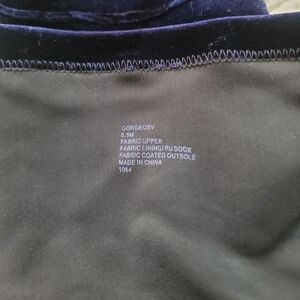 GORGEOSV
6.5M
FABRIC UPPER
FABRIC LINING/PU SOCK
FABRIC COATED OUTSOLE
MADE IN CHINA
1064